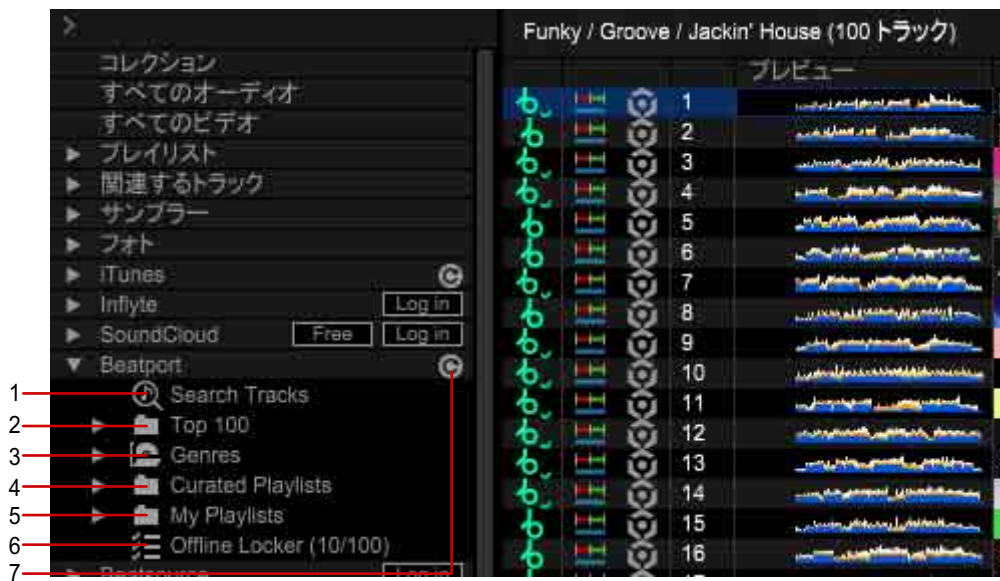 Funky / Groove / Jackin' House (100 トラック)
コレクション
すべてのオーディオ
すべてのビデオ
プレイリスト
関連するトラック
サンプラー
フォト
iTunes
Inflyte Log in
SoundCloud Free Log in
Beatport
1 Search Tracks
2 Top 100
3 Genres
4 Curated Playlists
5 My Playlists
6 Offline Locker (10/100)
7 Beatsource Log in
プレビュー
1
2
3
4
5
6
7
8
9
10
11
12
13
14
15
16
17